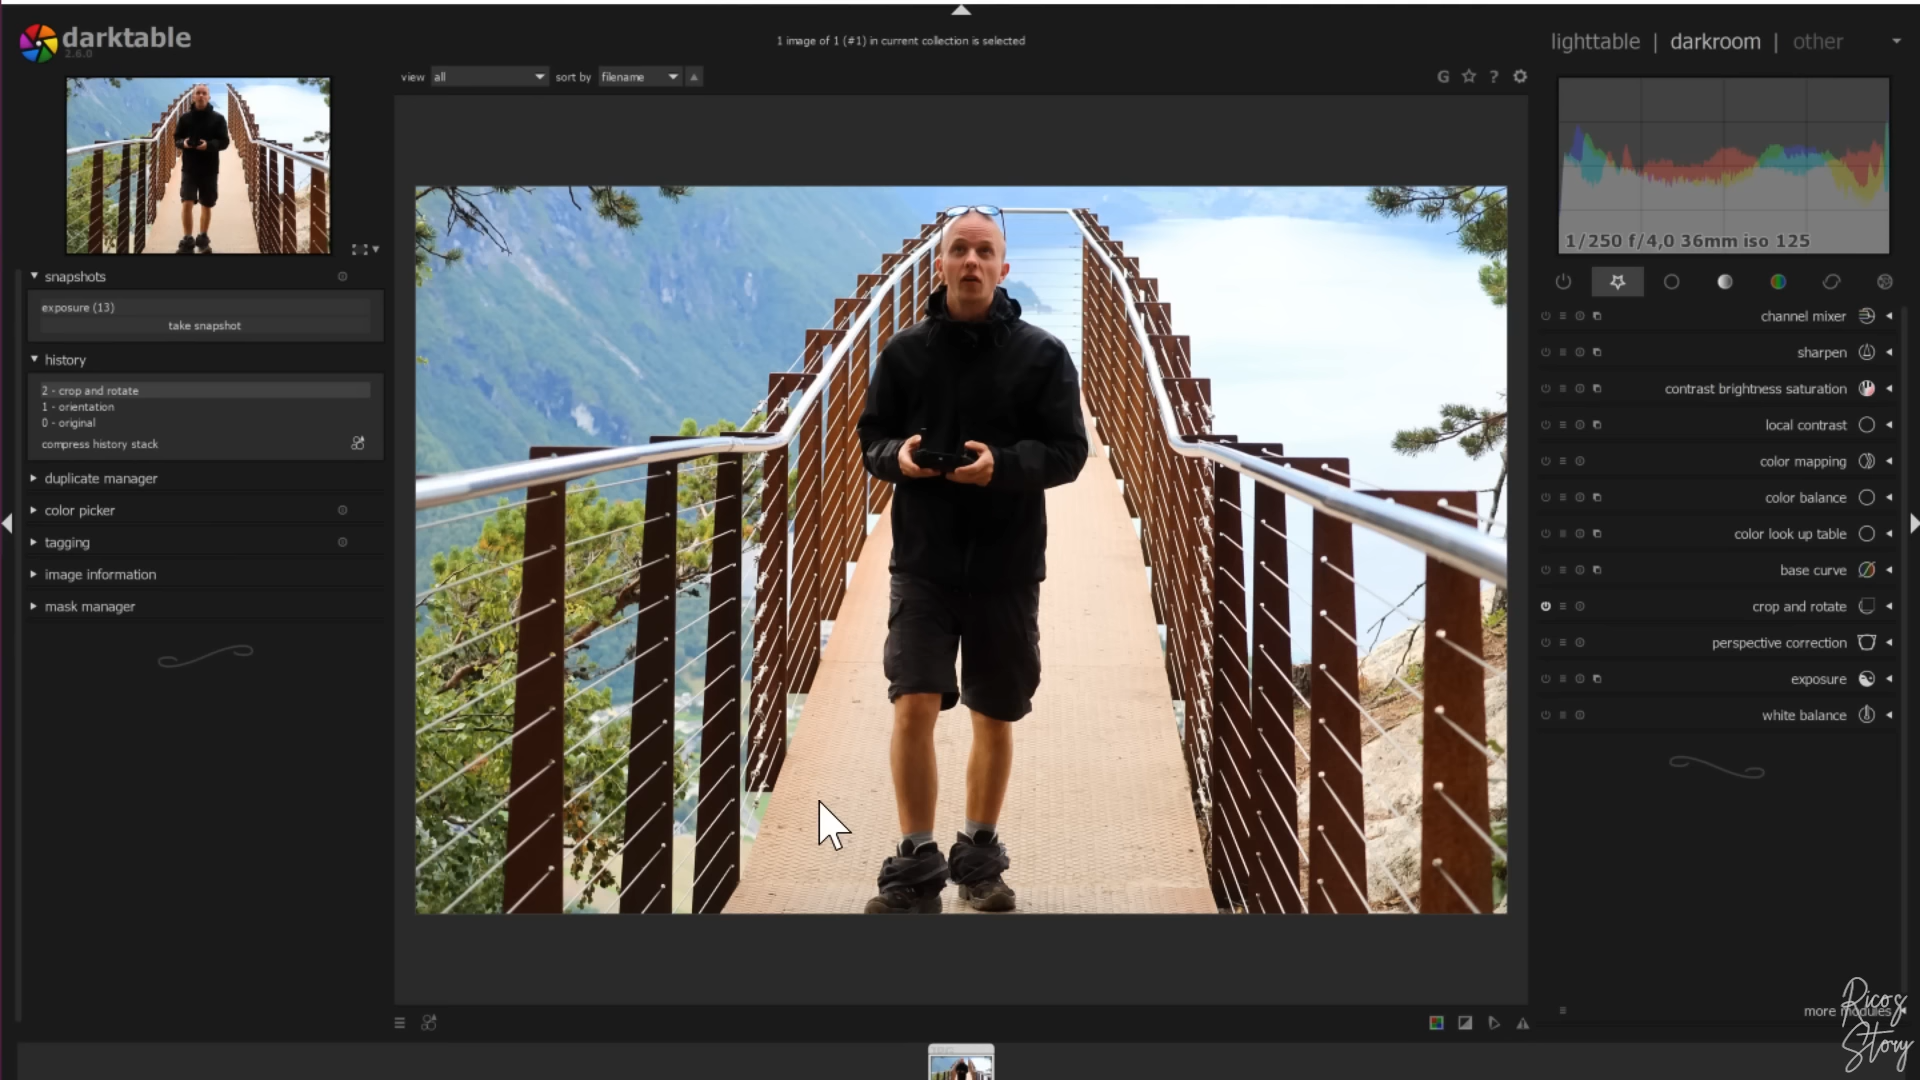 darktable
2.6.0
1 image of 1 (#1) in current collection is selected
lighttable | darkroom | other
view all sort by filename
G ?
1/250 f/4,0 36mm iso 125
snapshots
exposure (13)
take snapshot
history
2 - crop and rotate
1 - orientation
0 - original
compress history stack
duplicate manager
color picker
tagging
image information
mask manager
channel mixer
sharpen
contrast brightness saturation
local contrast
color mapping
color balance
color look up table
base curve
crop and rotate
perspective correction
exposure
white balance
more modules
Ricos
Story